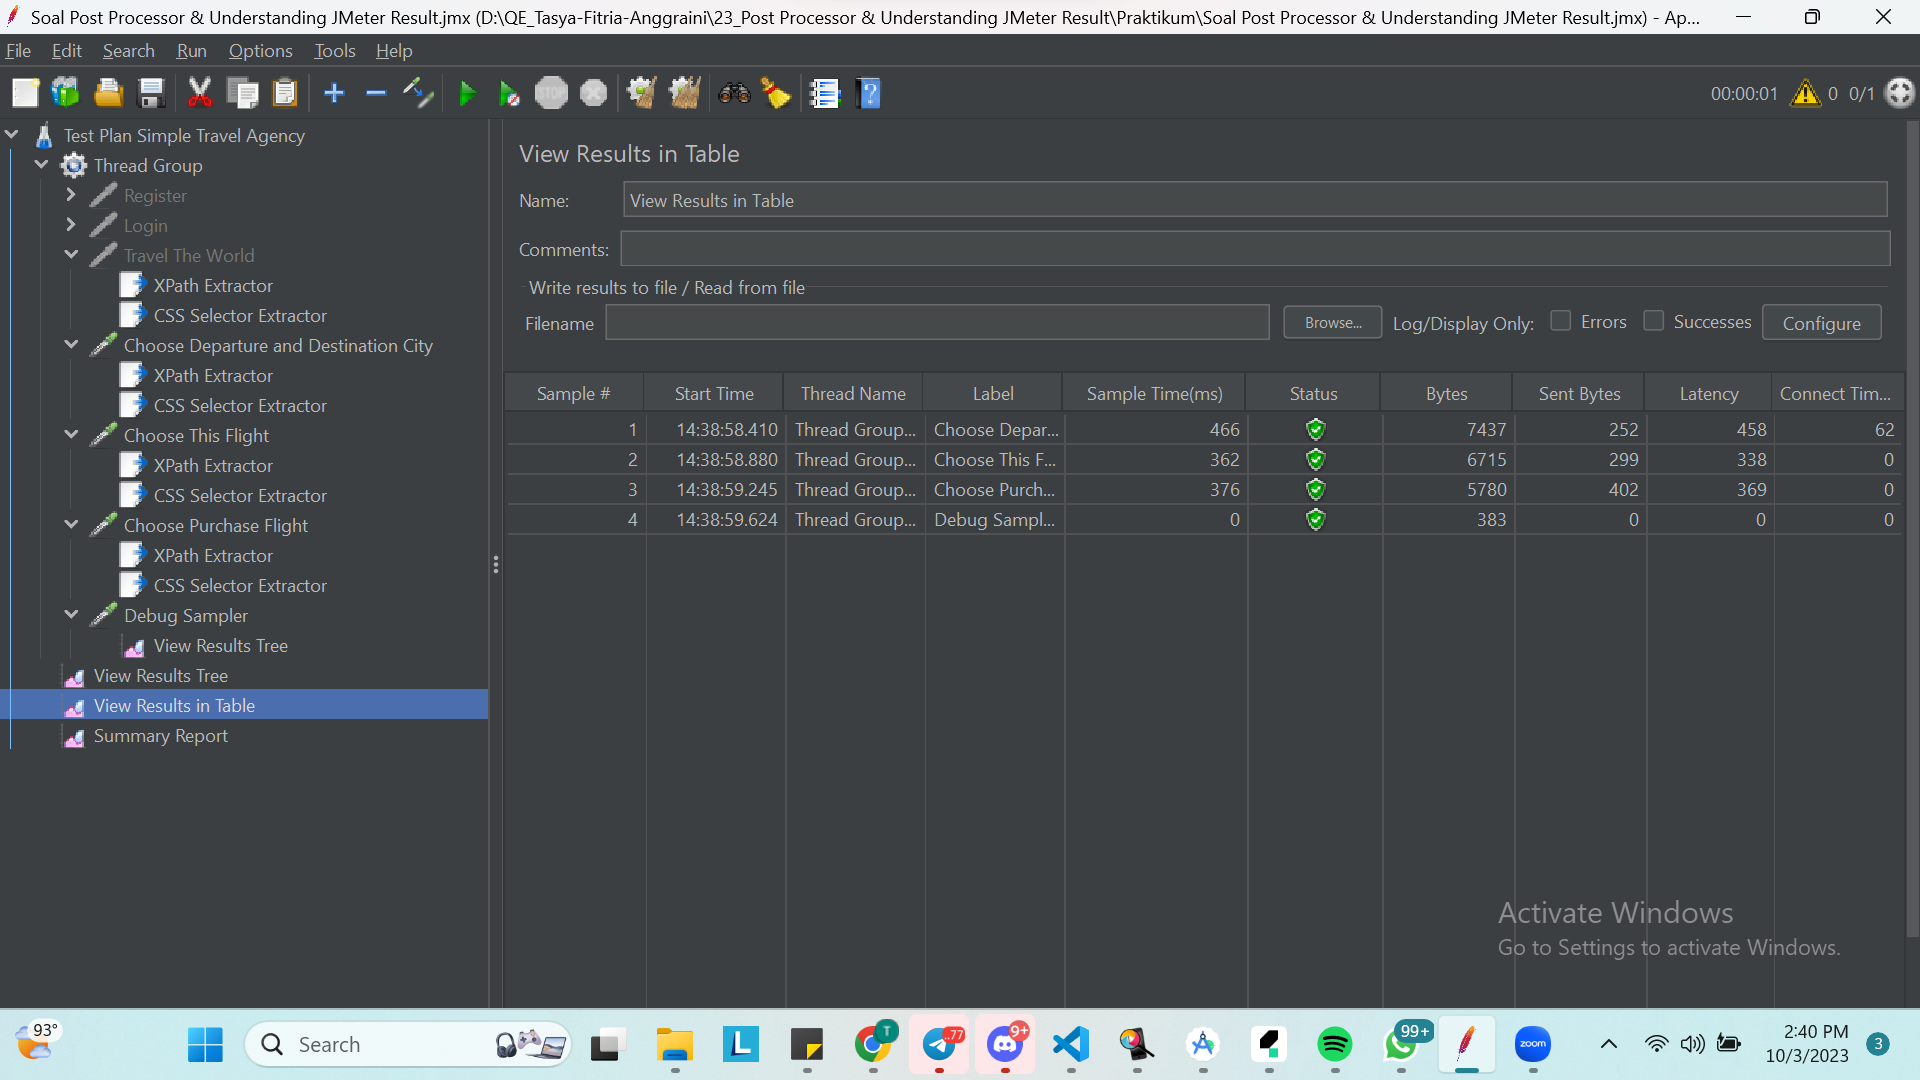 Soal Post Processor & Understanding JMeter Result.jmx (D:\QE_Tasya-Fitria-Anggraini\23_Post Processor & Understanding JMeter Result\Praktikum\Soal Post Processor & Understanding JMeter Result.jmx) - Ap...
File Edit Search Run Options Tools Help
STOP 00:00:01 0 0/1
Test Plan Simple Travel Agency
Thread Group
Register
Login
Travel The World
XPath Extractor
CSS Selector Extractor
Choose Departure and Destination City
XPath Extractor
CSS Selector Extractor
Choose This Flight
XPath Extractor
CSS Selector Extractor
Choose Purchase Flight
XPath Extractor
CSS Selector Extractor
Debug Sampler
View Results Tree
View Results Tree
View Results in Table
Summary Report
View Results in Table
Name: View Results in Table
Comments:
Write results to file / Read from file
Filename Browse... Log/Display Only: Errors Successes Configure
Sample # Start Time Thread Name Label Sample Time(ms) Status Bytes Sent Bytes Latency Connect Tim...
1 14:38:58.410 Thread Group... Choose Depar... 466 7437 252 458 62
2 14:38:58.880 Thread Group... Choose This F... 362 6715 299 338 0
3 14:38:59.245 Thread Group... Choose Purch... 376 5780 402 369 0
4 14:38:59.624 Thread Group... Debug Sampl... 0 383 0 0 0
Activate Windows
Go to Settings to activate Windows.
93° Search L T 77 9+ 99+ zoom 2:40 PM 3
10/3/2023